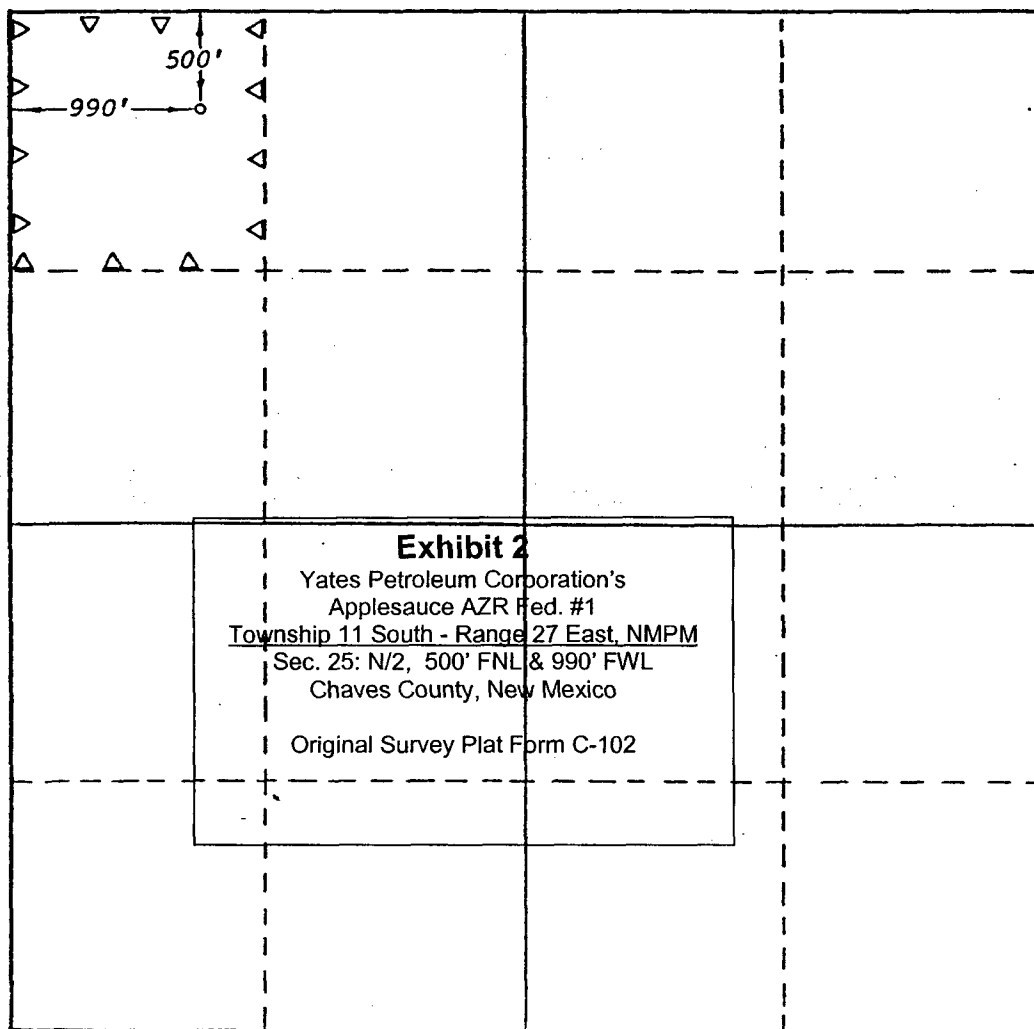 500'
990'
Exhibit 2
Yates Petroleum Corporation's
Applesauce AZR Fed. #1
Township 11 South - Range 27 East, NMPM
Sec. 25: N/2, 500' FNL & 990' FWL
Chaves County, New Mexico
Original Survey Plat Form C-102